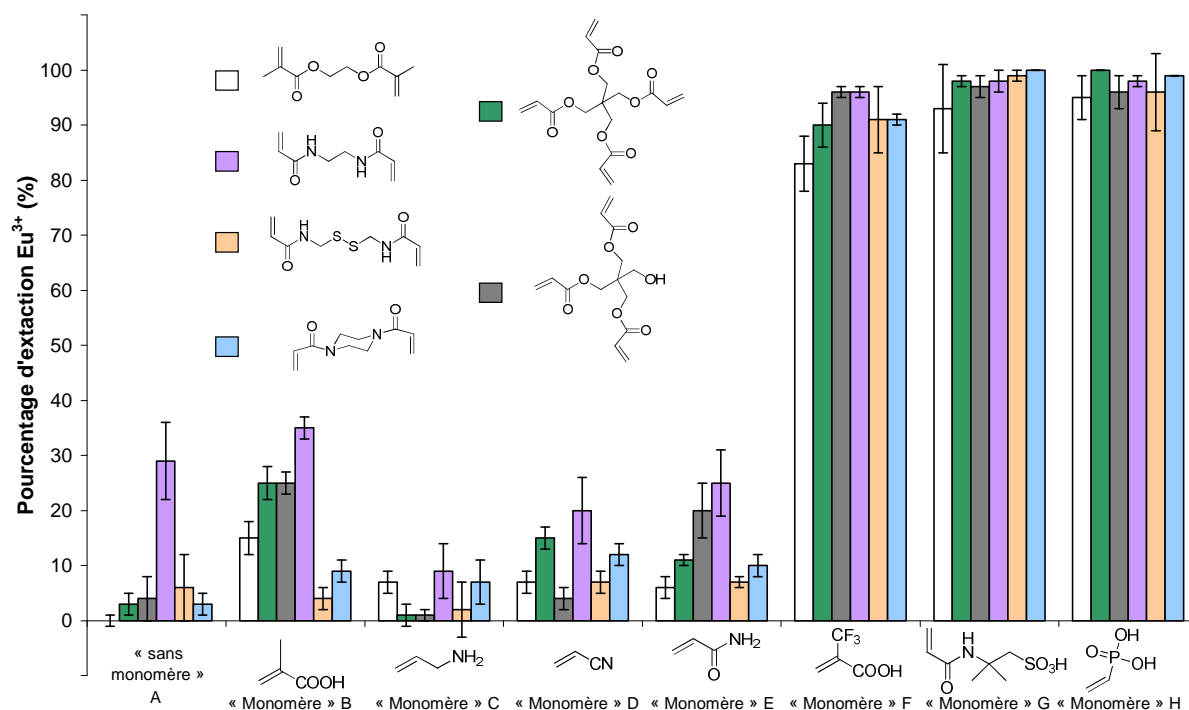 Pourcentage d'extaction Eu³⁺ (%)
100
90
80
70
60
50
40
30
20
10
0
O
O
O
O
H
N
O
N
H
O
H
N
O
S
S
N
H
O
O
N
N
O
O
O
O
O
O
O
O
O
O
O
O
O
OH
O
O
« sans
monomère »
A
COOH
« Monomère » B
NH₂
« Monomère » C
CN
« Monomère » D
NH₂
O
« Monomère » E
CF₃
COOH
« Monomère » F
H
N
SO₃H
O
« Monomère » G
OH
O
P
OH
« Monomère » H